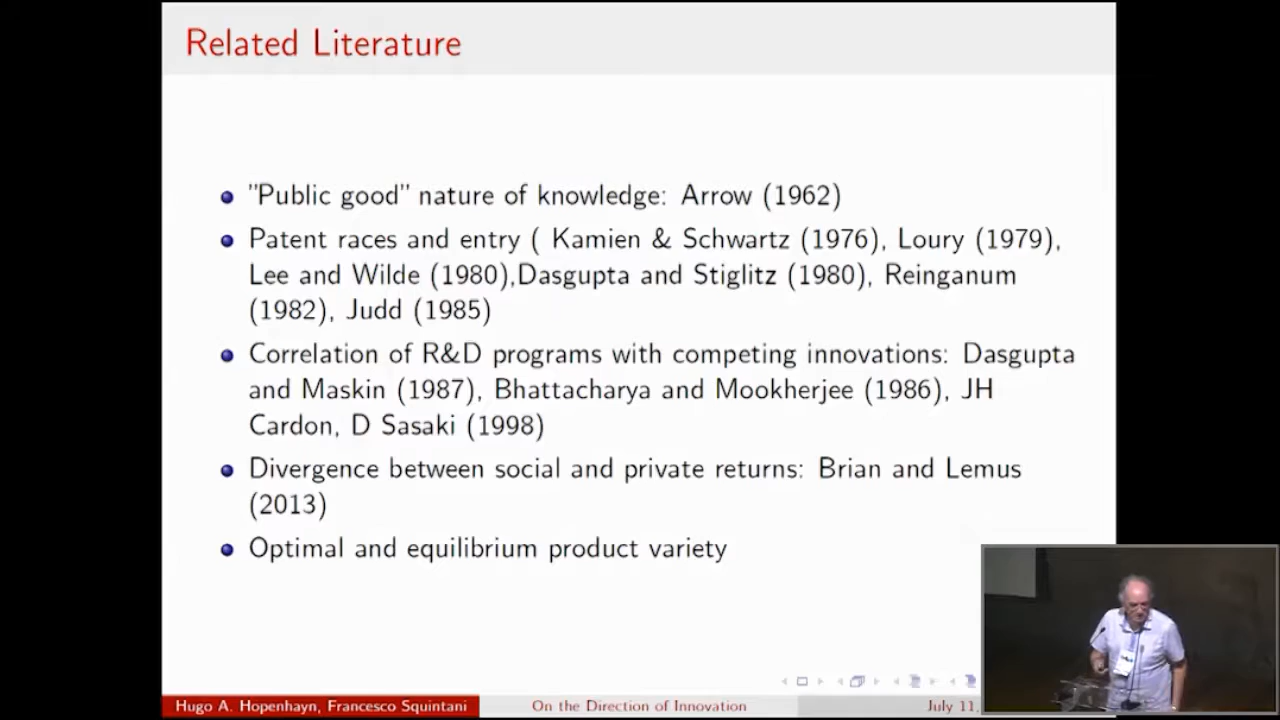 Related Literature
"Public good" nature of knowledge: Arrow (1962)
Patent races and entry ( Kamien & Schwartz (1976), Loury (1979),
Lee and Wilde (1980),Dasgupta and Stiglitz (1980), Reinganum
(1982), Judd (1985)
Correlation of R&D programs with competing innovations: Dasgupta
and Maskin (1987), Bhattacharya and Mookherjee (1986), JH
Cardon, D Sasaki (1998)
Divergence between social and private returns: Brian and Lemus
(2013)
Optimal and equilibrium product variety
Hugo A. Hopenhayn, Francesco Squintani On the Direction of Innovation July 11,